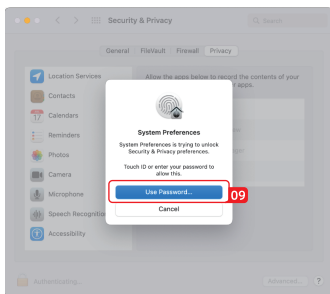 Security & Privacy
Search
General
FileVault
Firewall
Privacy
Location Services
Contacts
17
Calendars
Reminders
Photos
Camera
Microphone
Speech Recognition
Accessibility
Allow the apps below to record the contents of your
r apps.
System Preferences
System Preferences is trying to unlock
Security & Privacy preferences.
Touch ID or enter your password to
allow this.
Use Password...
09
Cancel
Authenticating...
Advanced...
?